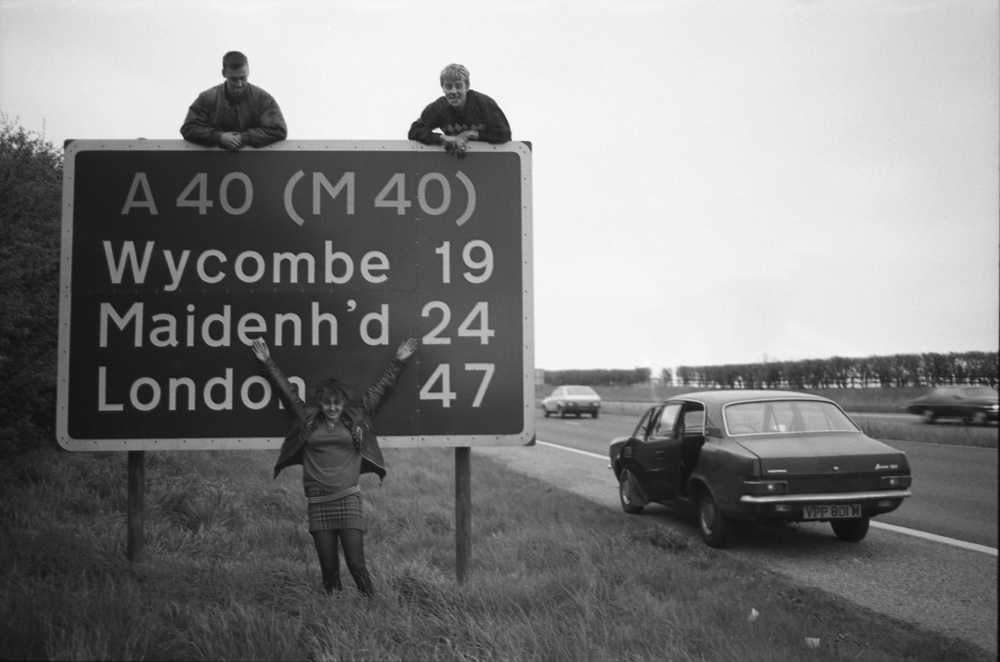 A 40 (M 40)
Wycombe 19
Maidenh'd 24
London 47
VPP 801 M